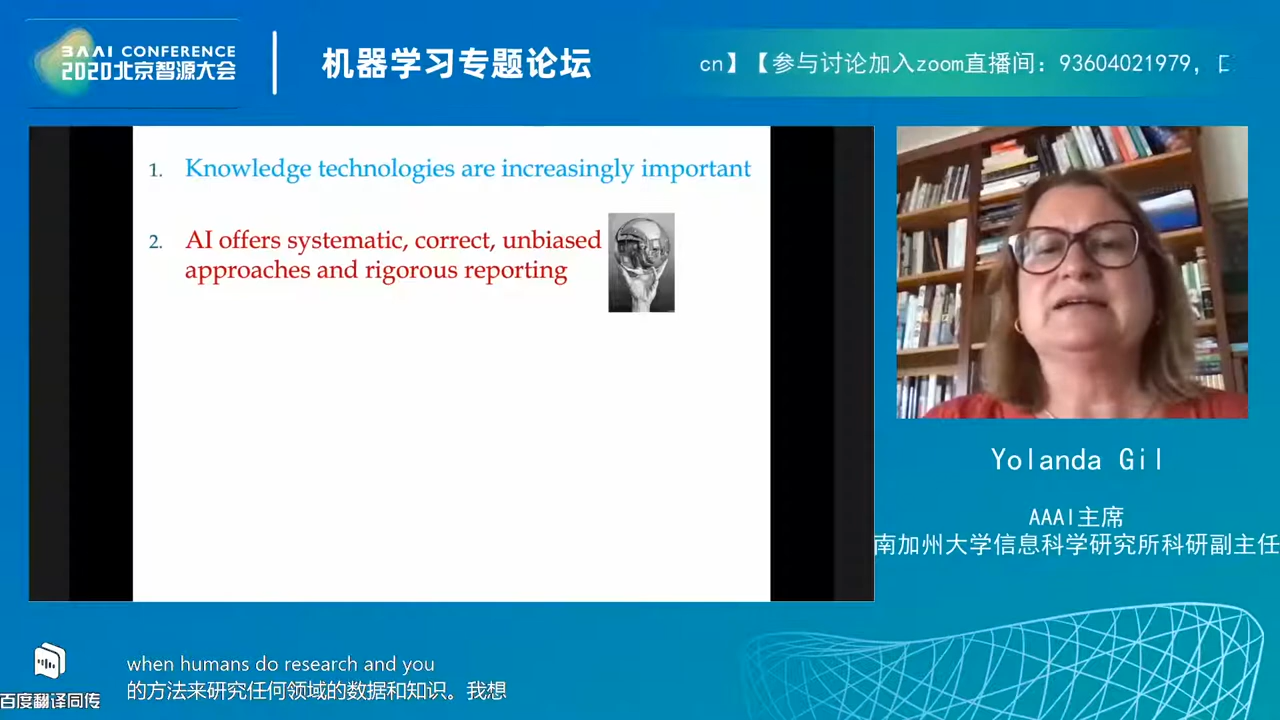 BAAI CONFERENCE
2020北京智源大会
机器学习专题论坛
cn】【参与讨论加入zoom直播间：93604021979，
1. Knowledge technologies are increasingly important
2. AI offers systematic, correct, unbiased
approaches and rigorous reporting
Yolanda Gil
AAAI主席
南加州大学信息科学研究所科研副主任
when humans do research and you
的方法来研究任何领域的数据和知识。我想
百度翻译同传